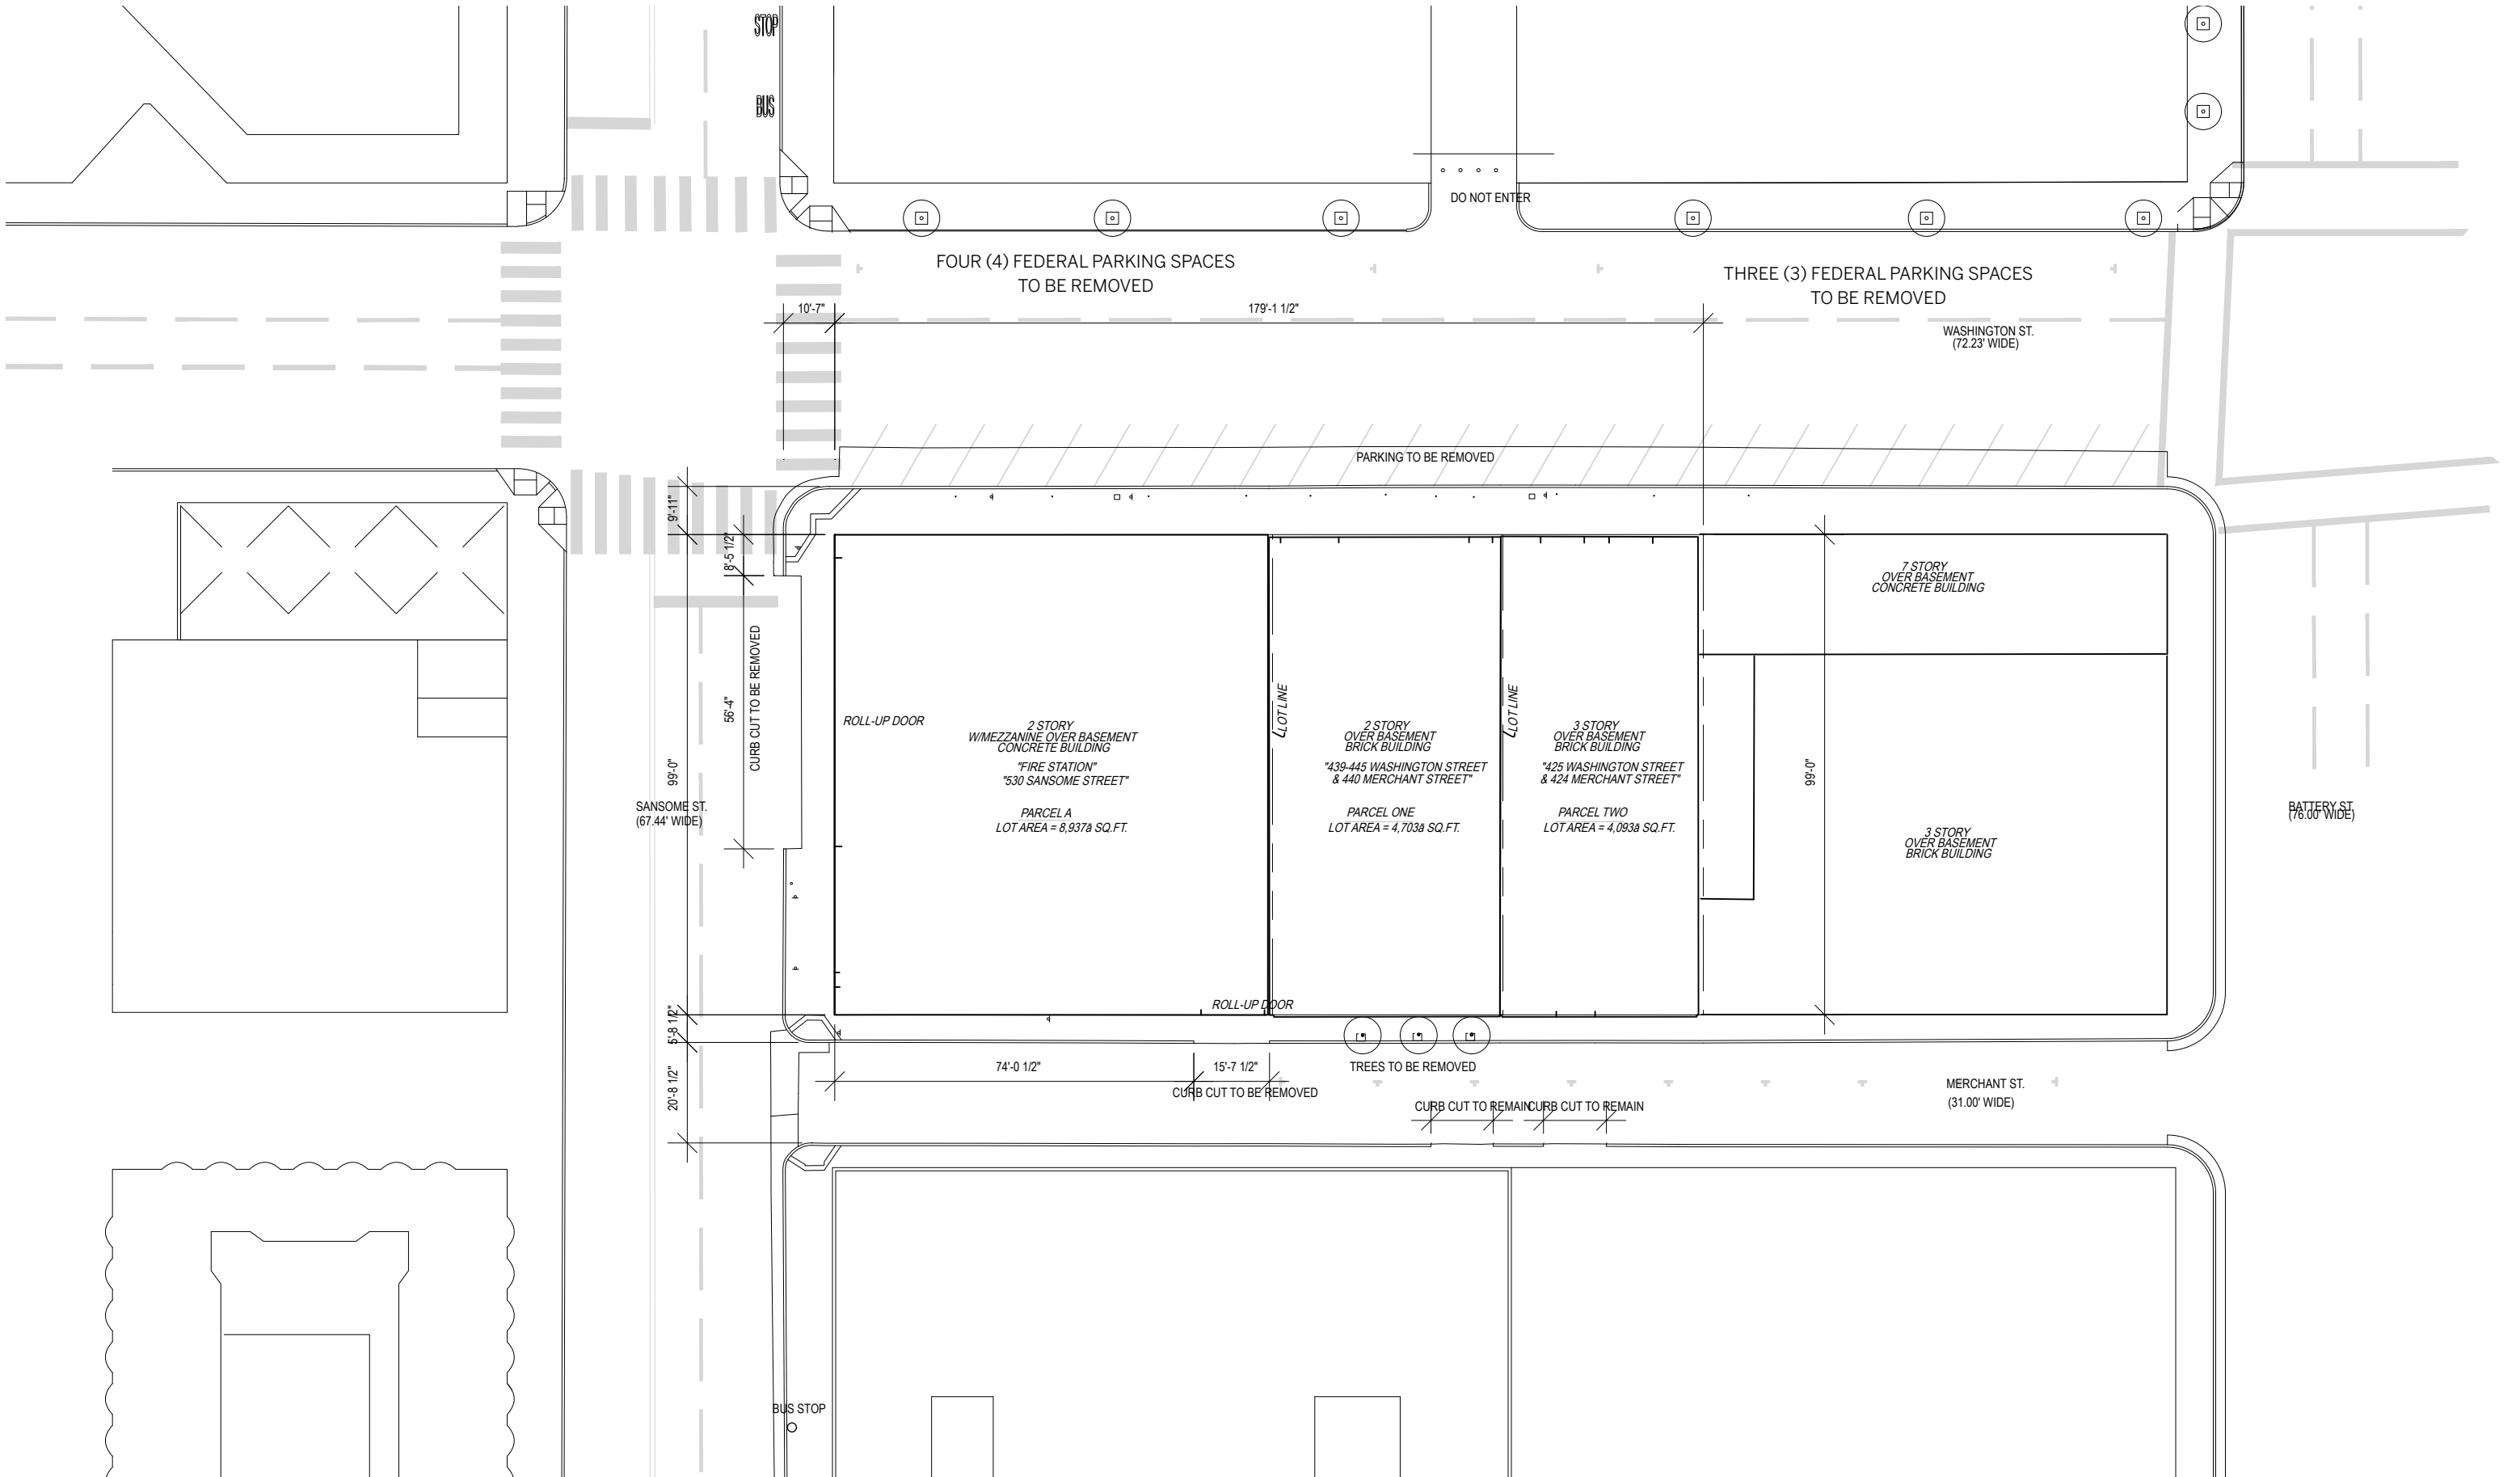 STOP
BUS
DO NOT ENTER
FOUR (4) FEDERAL PARKING SPACES
TO BE REMOVED
THREE (3) FEDERAL PARKING SPACES
TO BE REMOVED
10'-7"
179'-1 1/2"
WASHINGTON ST.
(72.23' WIDE)
PARKING TO BE REMOVED
9'-11"
8'-5 1/2"
7 STORY
OVER BASEMENT
CONCRETE BUILDING
CURB CUT TO BE REMOVED
56'-4"
99'-0"
SANSOME ST.
(67.44' WIDE)
ROLL-UP DOOR
2 STORY
W/MEZZANINE OVER BASEMENT
CONCRETE BUILDING
"FIRE STATION"
"530 SANSOME STREET"
PARCEL A
LOT AREA = 8,937â SQ.FT.
LOT LINE
2 STORY
OVER BASEMENT
BRICK BUILDING
"439-445 WASHINGTON STREET
& 440 MERCHANT STREET"
PARCEL ONE
LOT AREA = 4,703â SQ.FT.
LOT LINE
3 STORY
OVER BASEMENT
BRICK BUILDING
"425 WASHINGTON STREET
& 424 MERCHANT STREET"
PARCEL TWO
LOT AREA = 4,093â SQ.FT.
99'-0"
3 STORY
OVER BASEMENT
BRICK BUILDING
BATTERY ST.
(76.00' WIDE)
ROLL-UP DOOR
5'-8 1/2"
20'-8 1/2"
74'-0 1/2"
15'-7 1/2"
CURB CUT TO BE REMOVED
TREES TO BE REMOVED
CURB CUT TO REMAIN
CURB CUT TO REMAIN
MERCHANT ST.
(31.00' WIDE)
BUS STOP